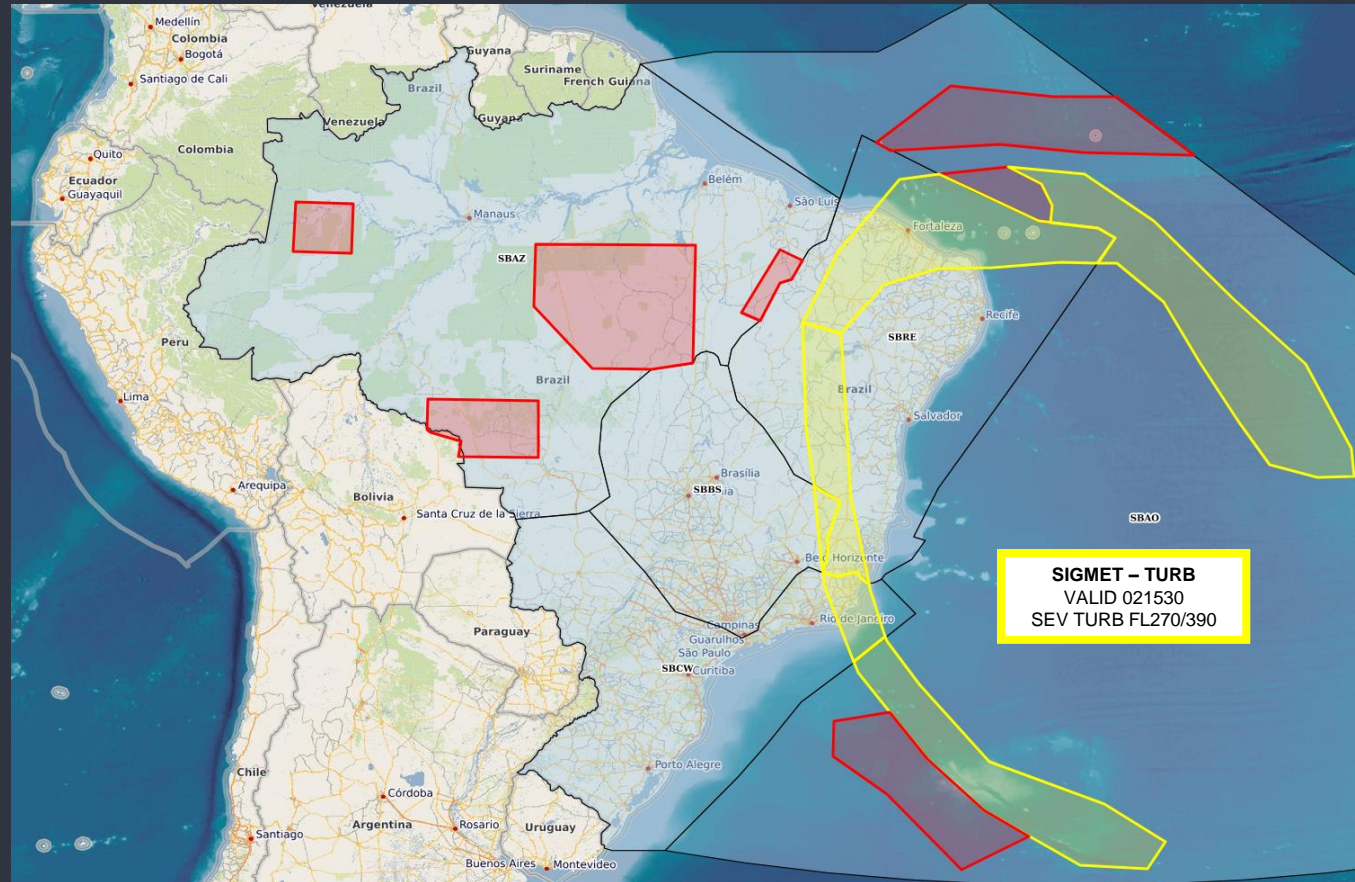 Venezuela
Medellín
Colombia
Bogotá
Santiago de Cali
Guyana
Suriname
French Guiana
Brazil
Venezuela
Guyana
Colombia
Quito
Ecuador
Guayaquil
Belém
São Luís
Manaus
Fortaleza
SBAZ
Recife
Peru
SBRE
Brazil
Brazil
Lima
Salvador
Brasília
SBBS
Arequipa
Bolivia
Santa Cruz de la Sierra
SBAO
Belo Horizonte
SIGMET – TURB
VALID 021530
SEV TURB FL270/390
Paraguay
Campinas
Rio de Janeiro
Guarulhos
São Paulo
SBCW
Curitiba
Porto Alegre
Chile
Córdoba
Santiago
Argentina
Rosario
Uruguay
Buenos Aires
Montevideo